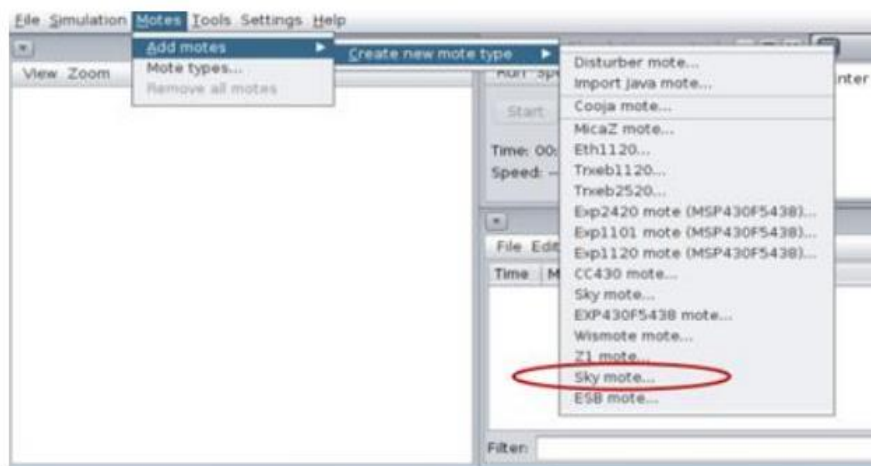 File Simulation Motes Tools Settings Help
Add motes
Create new mote type
Mote types...
Remove all motes
View Zoom
Run
Start
Time: 00:
Speed: --
File Edit
Time
Filter:
Disturber mote...
Import Java mote...
Cooja mote...
MicaZ mote...
Eth1120...
Trxeb1120...
Trxeb2520...
Exp2420 mote (MSP430F5438)...
Exp1101 mote (MSP430F5438)...
Exp1120 mote (MSP430F5438)...
CC430 mote...
Sky mote...
EXP430F5438 mote...
Wismote mote...
Z1 mote...
Sky mote...
ESB mote...
nter